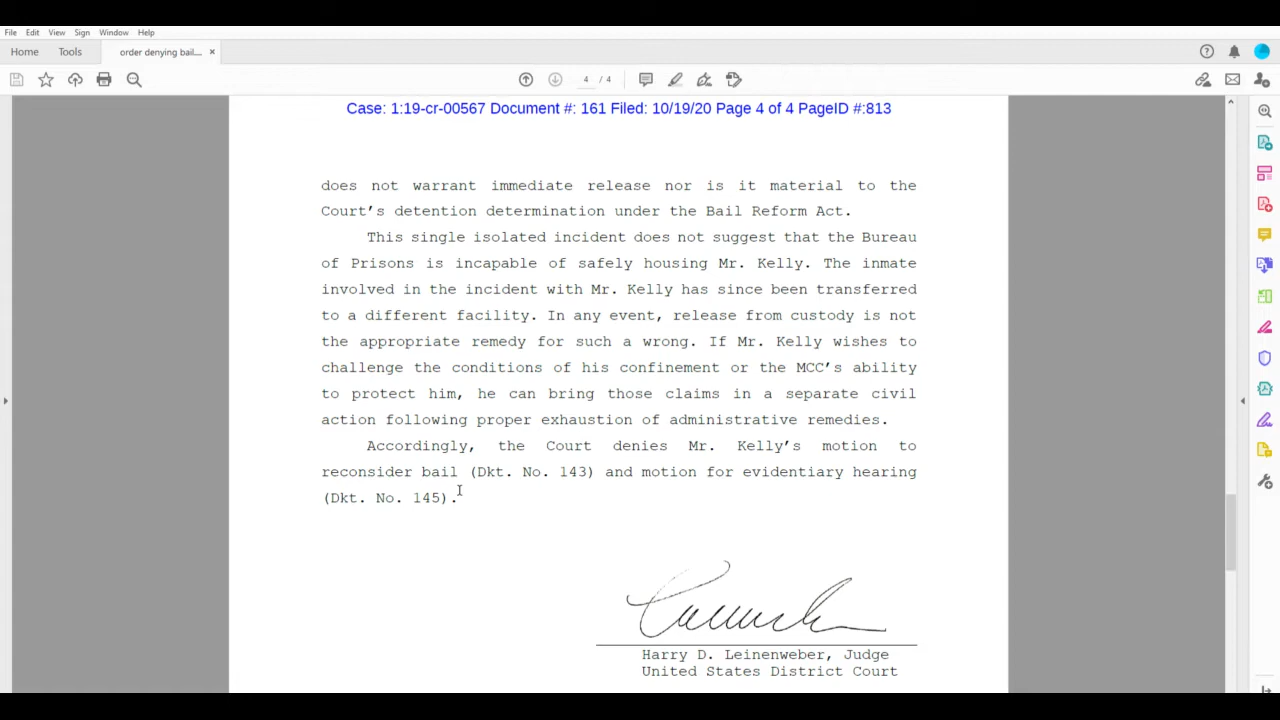 File Edit View Sign Window Help
Home Tools order denying bail... ×
4 / 4
Case: 1:19-cr-00567 Document #: 161 Filed: 10/19/20 Page 4 of 4 PageID #:813
does not warrant immediate release nor is it material to the
Court's detention determination under the Bail Reform Act.
This single isolated incident does not suggest that the Bureau
of Prisons is incapable of safely housing Mr. Kelly. The inmate
involved in the incident with Mr. Kelly has since been transferred
to a different facility. In any event, release from custody is not
the appropriate remedy for such a wrong. If Mr. Kelly wishes to
challenge the conditions of his confinement or the MCC's ability
to protect him, he can bring those claims in a separate civil
action following proper exhaustion of administrative remedies.
Accordingly, the Court denies Mr. Kelly's motion to
reconsider bail (Dkt. No. 143) and motion for evidentiary hearing
(Dkt. No. 145).
Harry D. Leinenweber, Judge
United States District Court